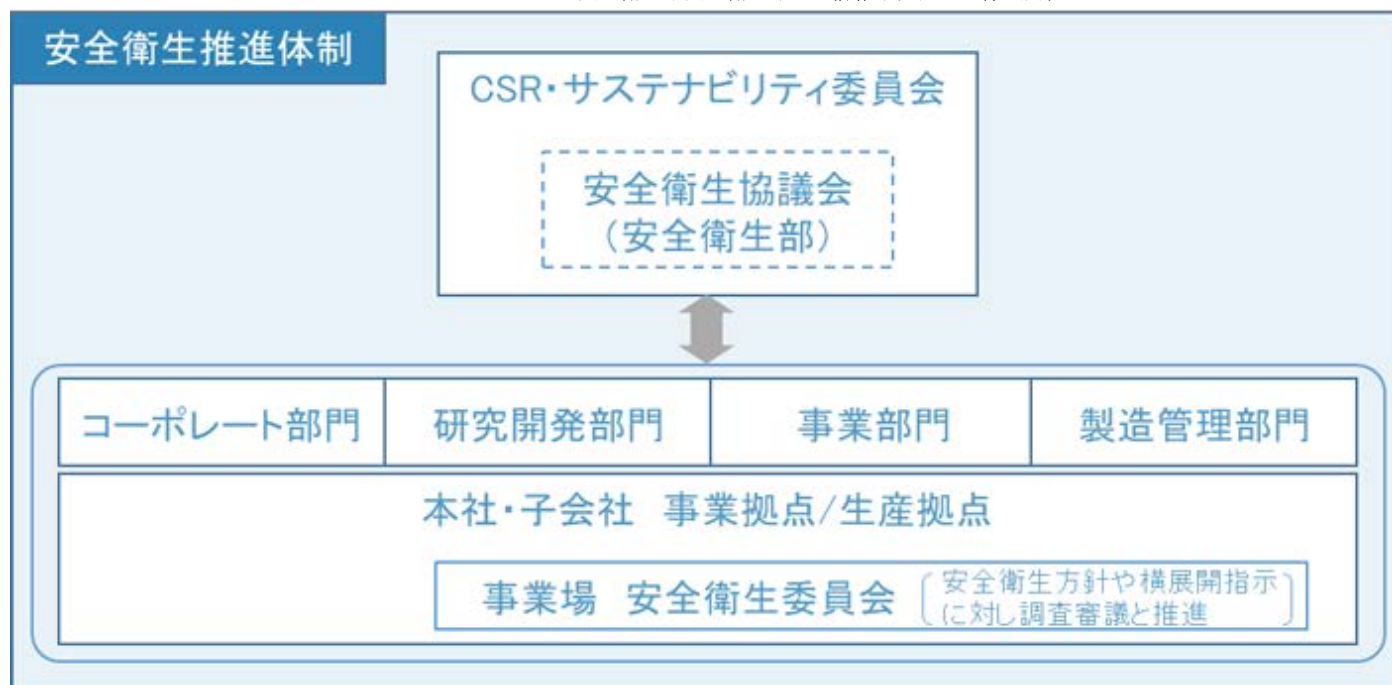 安全衛生推進体制
CSR・サステナビリティ委員会
安全衛生協議会
（安全衛生部）
コーポレート部門
研究開発部門
事業部門
製造管理部門
本社・子会社 事業拠点/生産拠点
事業場 安全衛生委員会
安全衛生方針や横展開指示
に対し調査審議と推進